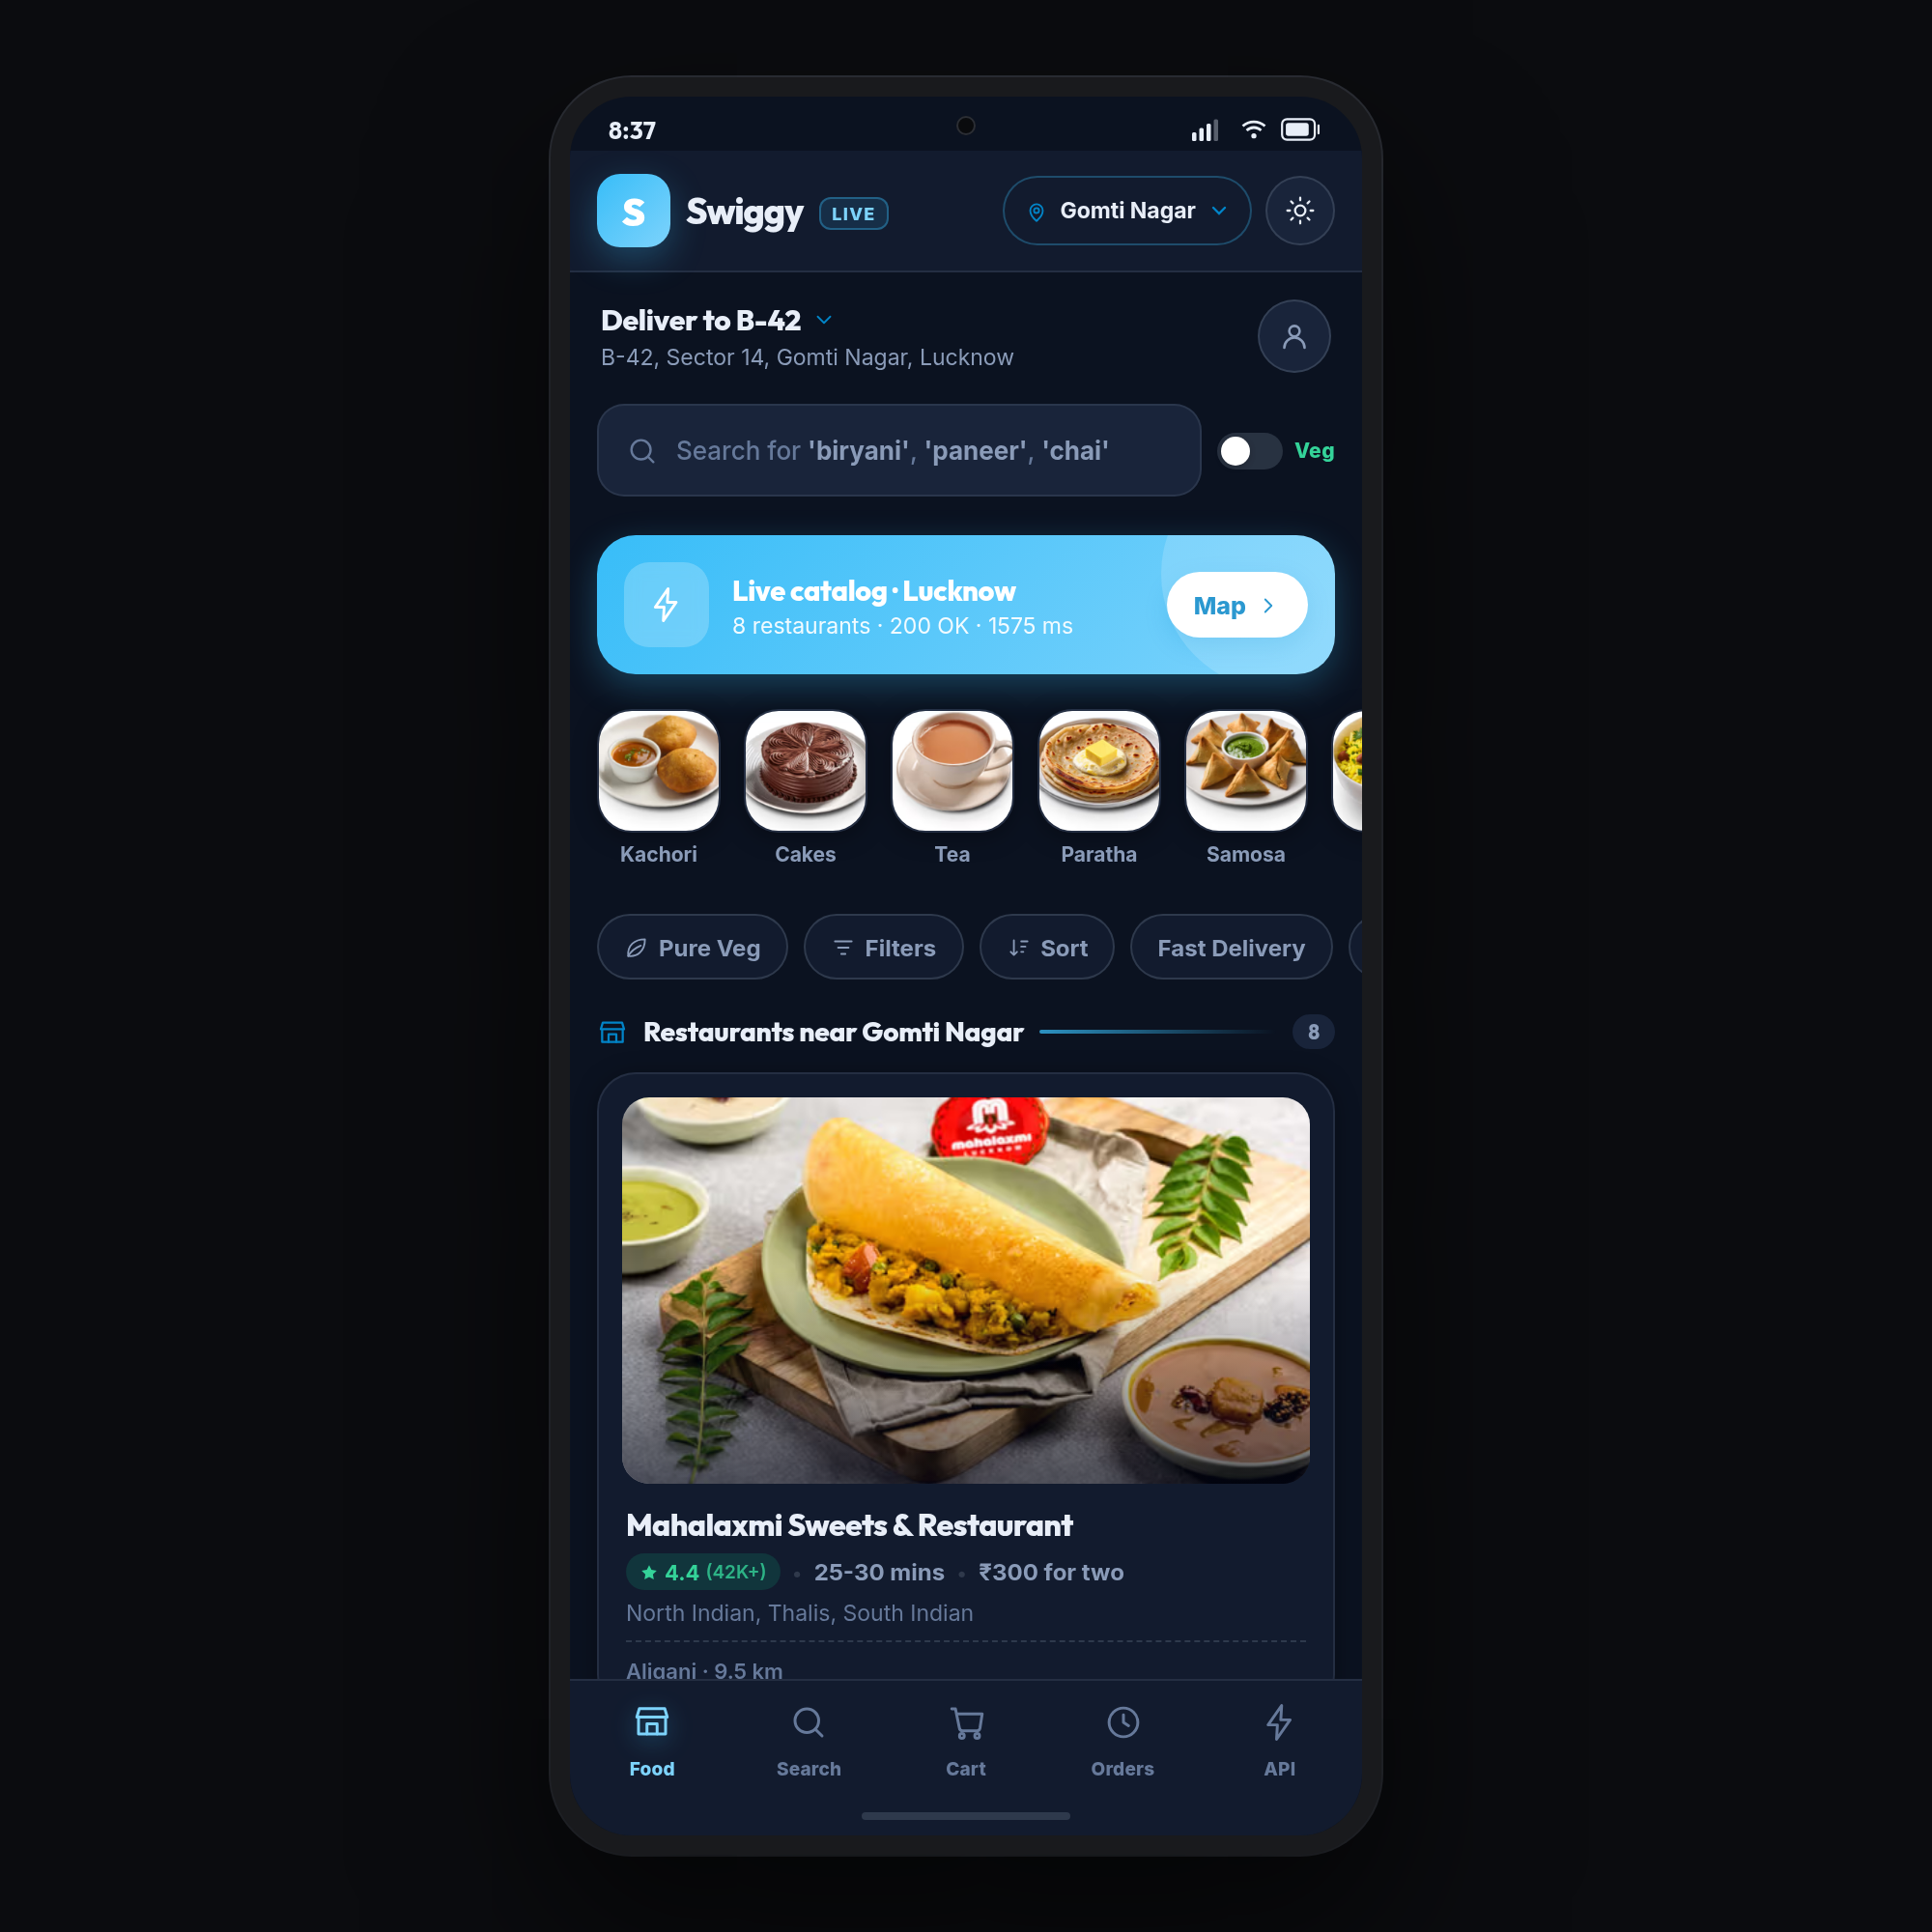 8:37
S
Swiggy
LIVE
Gomti Nagar
Deliver to B-42
B-42, Sector 14, Gomti Nagar, Lucknow
Search for 'biryani', 'paneer', 'chai'
Veg
Live catalog · Lucknow
8 restaurants · 200 OK · 1575 ms
Map
Kachori
Cakes
Tea
Paratha
Samosa
Pure Veg
Filters
Sort
Fast Delivery
Restaurants near Gomti Nagar
8
mahalaxmi
LUCKNOW
Mahalaxmi Sweets & Restaurant
4.4 (42K+) • 25-30 mins • ₹300 for two
North Indian, Thalis, South Indian
Aliganj · 9.5 km
Food
Search
Cart
Orders
API